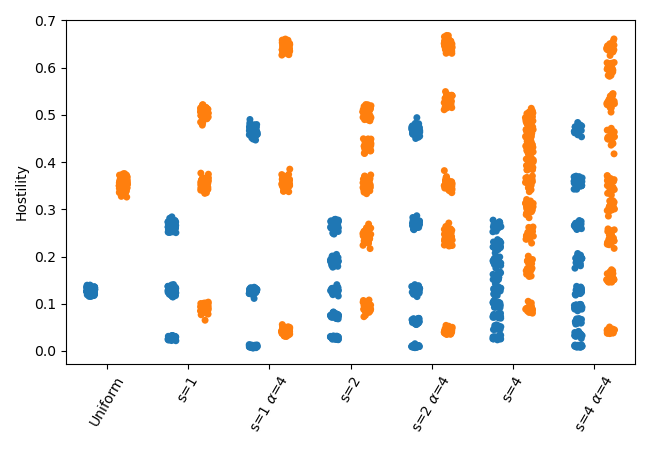 0.7
0.6
0.5
0.4
0.3
0.2
0.1
0.0
Hostility
Uniform
s=1
s=1 α=4
s=2
s=2 α=4
s=4
s=4 α=4